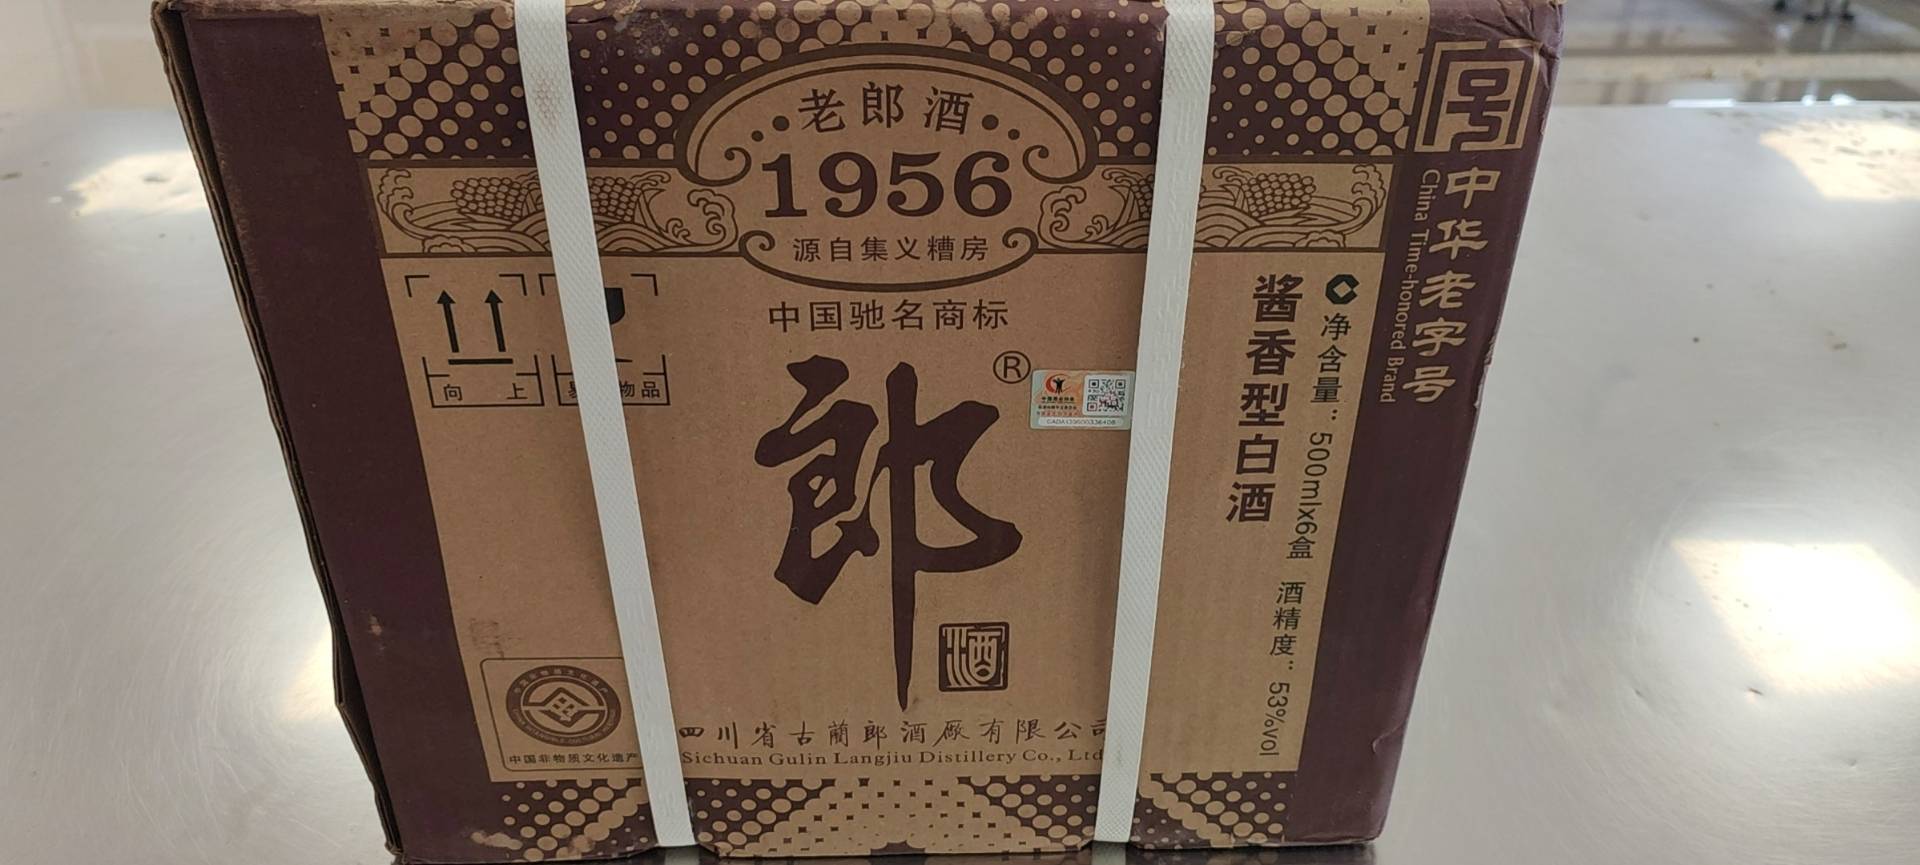 老郎酒
1956
源自集义糟房
中国驰名商标
郎
®
酒
向上
物品
酱香型白酒
净含量：500mlx6盒 酒精度：53%vol
号
中华老字号
China Time-honored Brand
中国非物质文化遗产
四川省古蔺郎酒厰有限公司
Sichuan Gulin Langjiu Distillery Co., Ltd